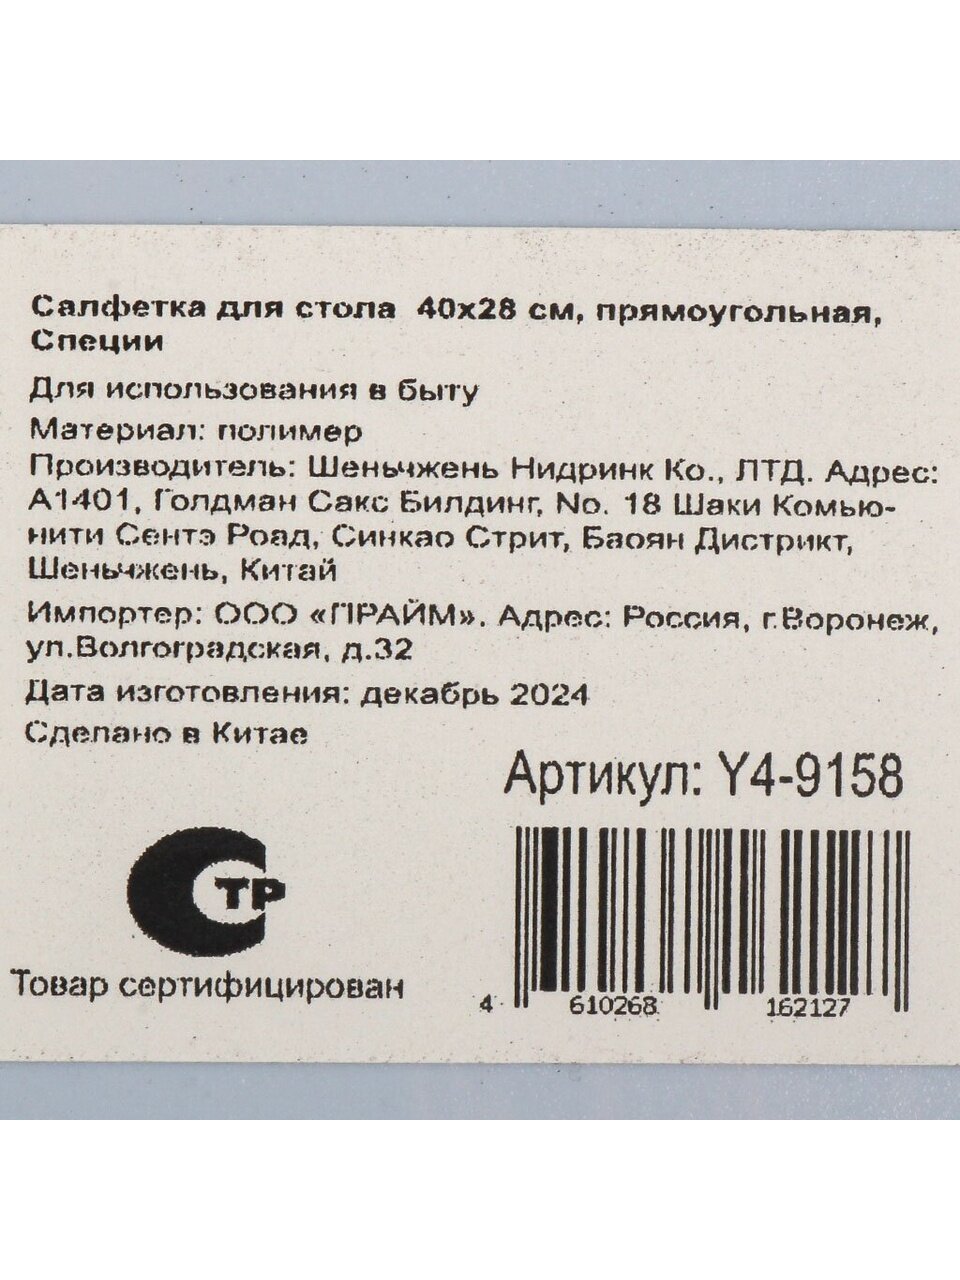 Салфетка для стола 40х28 см, прямоугольная,
Специи
Для использования в быту
Материал: полимер
Производитель: Шеньчжень Нидринк Ко., ЛТД. Адрес:
А1401, Голдман Сакс Билдинг, No. 18 Шаки Комью-
нити Сентэ Роад, Синкао Стрит, Баоян Дистрикт,
Шеньчжень, Китай
Импортер: ООО «ПРАЙМ». Адрес: Россия, г.Воронеж,
ул.Волгоградская, д.32
Дата изготовления: декабрь 2024
Сделано в Китае
Артикул: Y4-9158
СТР
Товар сертифицирован
4 610268 162127